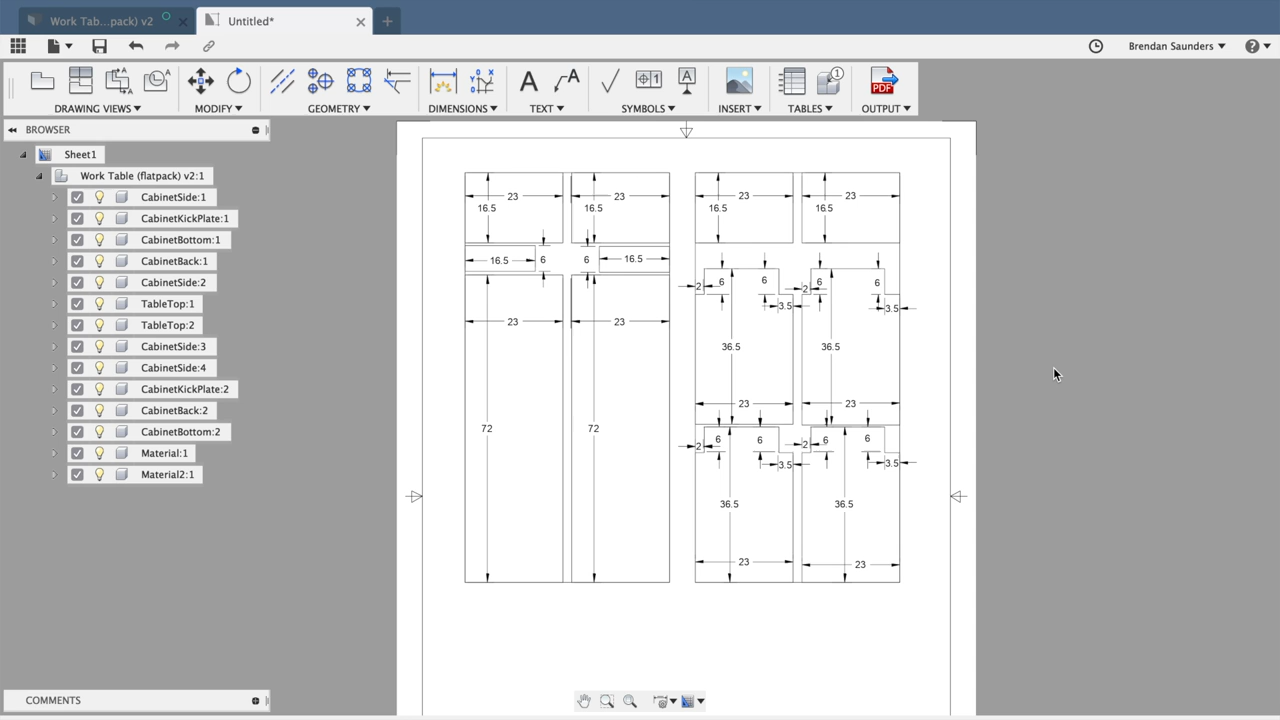 Work Tab...pack) v2
Untitled*
Brendan Saunders
DRAWING VIEWS
MODIFY
GEOMETRY
DIMENSIONS
TEXT
SYMBOLS
INSERT
TABLES
OUTPUT
A
A
1
A
1
PDF
BROWSER
Sheet1
Work Table (flatpack) v2:1
CabinetSide:1
CabinetKickPlate:1
CabinetBottom:1
CabinetBack:1
CabinetSide:2
TableTop:1
TableTop:2
CabinetSide:3
CabinetSide:4
CabinetKickPlate:2
CabinetBack:2
CabinetBottom:2
Material:1
Material2:1
23 23 23 23
16.5 16.5 16.5 16.5
16.5 6 6 16.5
2 6 6 2 6 6
3.5 3.5
23 23
36.5 36.5
23 23
72 72
2 6 6 2 6 6
3.5 3.5
36.5 36.5
23 23
COMMENTS